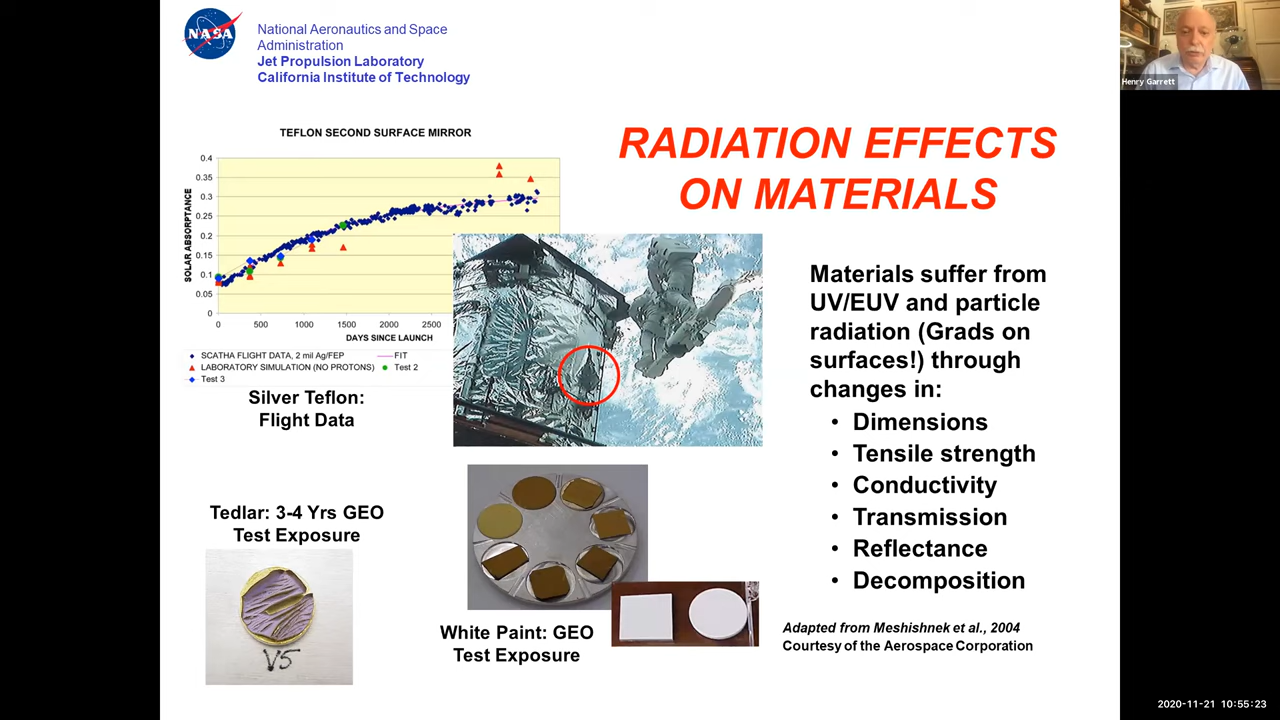 NASA
National Aeronautics and Space
Administration
Jet Propulsion Laboratory
California Institute of Technology
Henry Garrett
RADIATION EFFECTS
ON MATERIALS
TEFLON SECOND SURFACE MIRROR
SOLAR ABSORPTANCE
0.4
0.35
0.3
0.25
0.2
0.15
0.1
0.05
0
0 500 1000 1500 2000 2500
DAYS SINCE LAUNCH
SCATHA FLIGHT DATA, 2 mil Ag/FEP FIT
LABORATORY SIMULATION (NO PROTONS) Test 2
Test 3
Silver Teflon:
Flight Data
Materials suffer from
UV/EUV and particle
radiation (Grads on
surfaces!) through
changes in:
• Dimensions
• Tensile strength
• Conductivity
• Transmission
• Reflectance
• Decomposition
Tedlar: 3-4 Yrs GEO
Test Exposure
V5
White Paint: GEO
Test Exposure
Adapted from Meshishnek et al., 2004
Courtesy of the Aerospace Corporation
2020-11-21 10:55:23